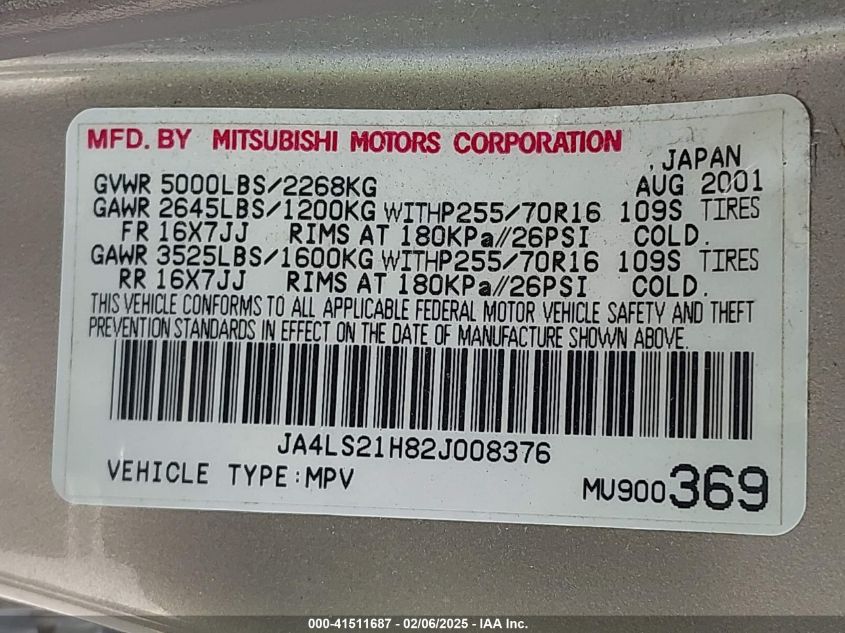 MFD. BY MITSUBISHI MOTORS CORPORATION
, JAPAN
GVWR 5000LBS/2268KG AUG 2001
GAWR 2645LBS/1200KG WITHP255/70R16 109S TIRES
FR 16X7JJ RIMS AT 180KPa//26PSI COLD.
GAWR 3525LBS/1600KG WITHP255/70R16 109S TIRES
RR 16X7JJ RIMS AT 180KPa//26PSI COLD.
THIS VEHICLE CONFORMS TO ALL APPLICABLE FEDERAL MOTOR VEHICLE SAFETY AND THEFT
PREVENTION STANDARDS IN EFFECT ON THE DATE OF MANUFACTURE SHOWN ABOVE.
JA4LS21H82J008376
VEHICLE TYPE:MPV MU900369
000-41511687 - 02/06/2025 - IAA Inc.